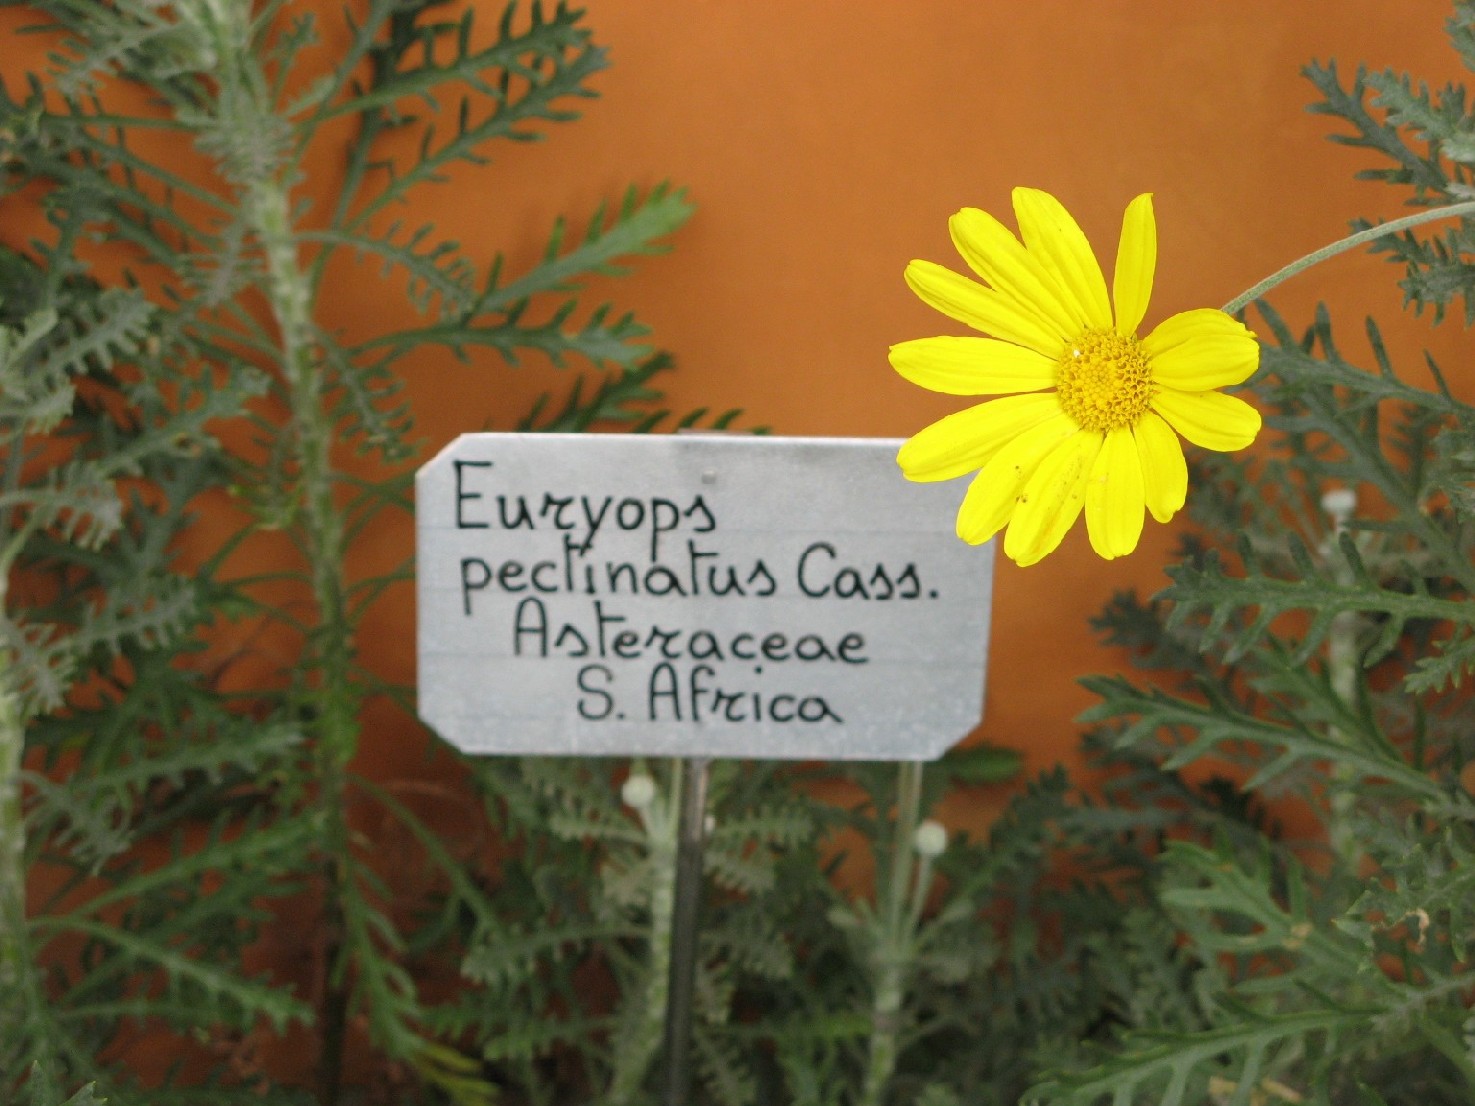 Euryops
pectinatus Cass.
Asteraceae
S. Africa